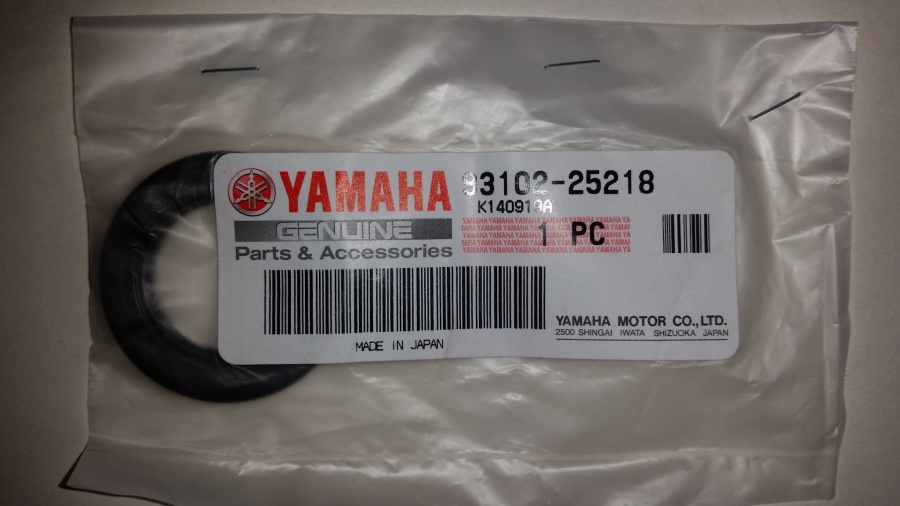 YAMAHA
GENUINE
Parts & Accessories
93102-25218
K140919A
1 PC
MADE IN JAPAN
YAMAHA MOTOR CO.,LTD.
2500 SHINGAI IWATA SHIZUOKA JAPAN